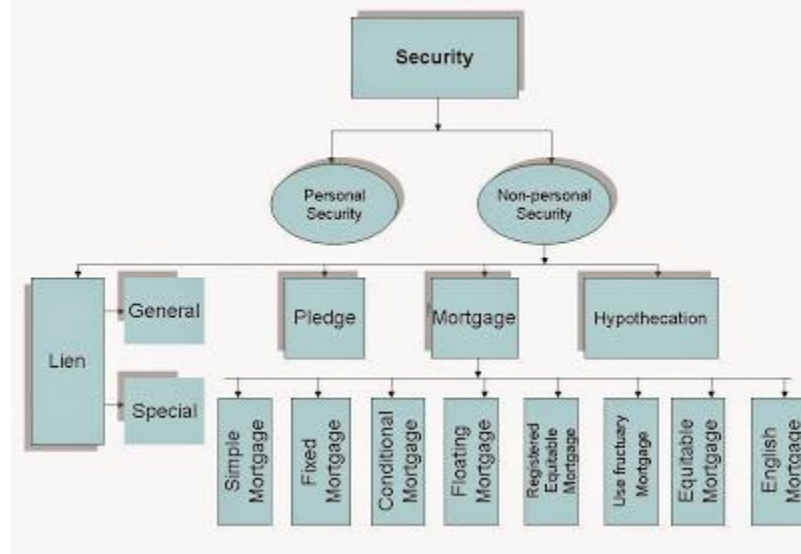 Security
Personal
Security
Non-personal
Security
Lien
General
Special
Pledge
Mortgage
Hypothecation
Simple
Mortgage
Fixed
Mortgage
Conditional
Mortgage
Floating
Mortgage
Registered
Equitable
Mortgage
Use fructuary
Mortgage
Equitable
Mortgage
English
Mortgage